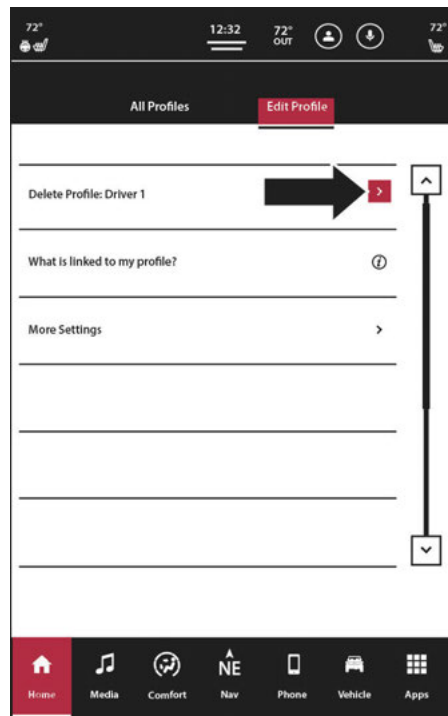 72°
12:32
72°
OUT
72°
All Profiles
Edit Profile
Delete Profile: Driver 1
What is linked to my profile?
i
More Settings
NE
Home
Media
Comfort
Nav
Phone
Vehicle
Apps